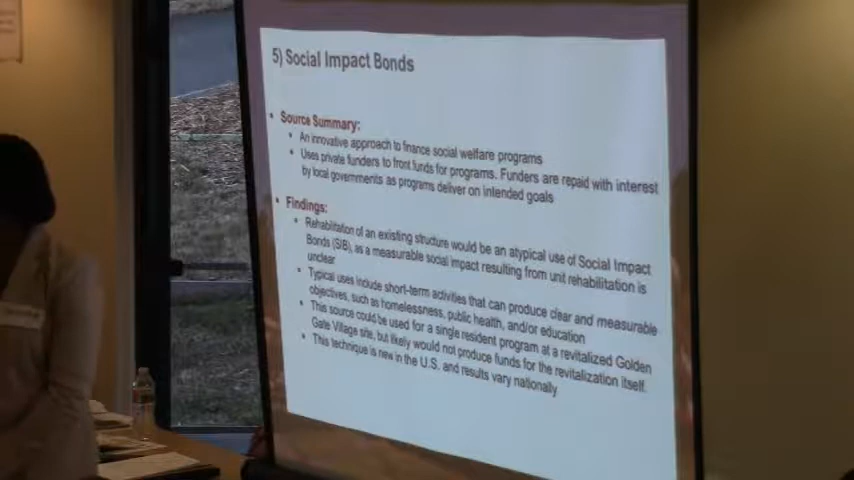 5) Social Impact Bonds
• Source Summary:
• An innovative approach to finance social welfare programs
• Uses private funders to front funds for programs. Funders are repaid with interest
by local governments as programs deliver on intended goals
• Findings:
• Rehabilitation of an existing structure would be an atypical use of Social Impact
Bonds (SIB), as a measurable social impact resulting from unit rehabilitation is
unclear
• Typical uses include short-term activities that can produce clear and measurable
objectives, such as homelessness, public health, and/or education
• This source could be used for a single resident program at a revitalized Golden
Gate Village site, but likely would not produce funds for the revitalization itself.
• This technique is new in the U.S. and results vary nationally